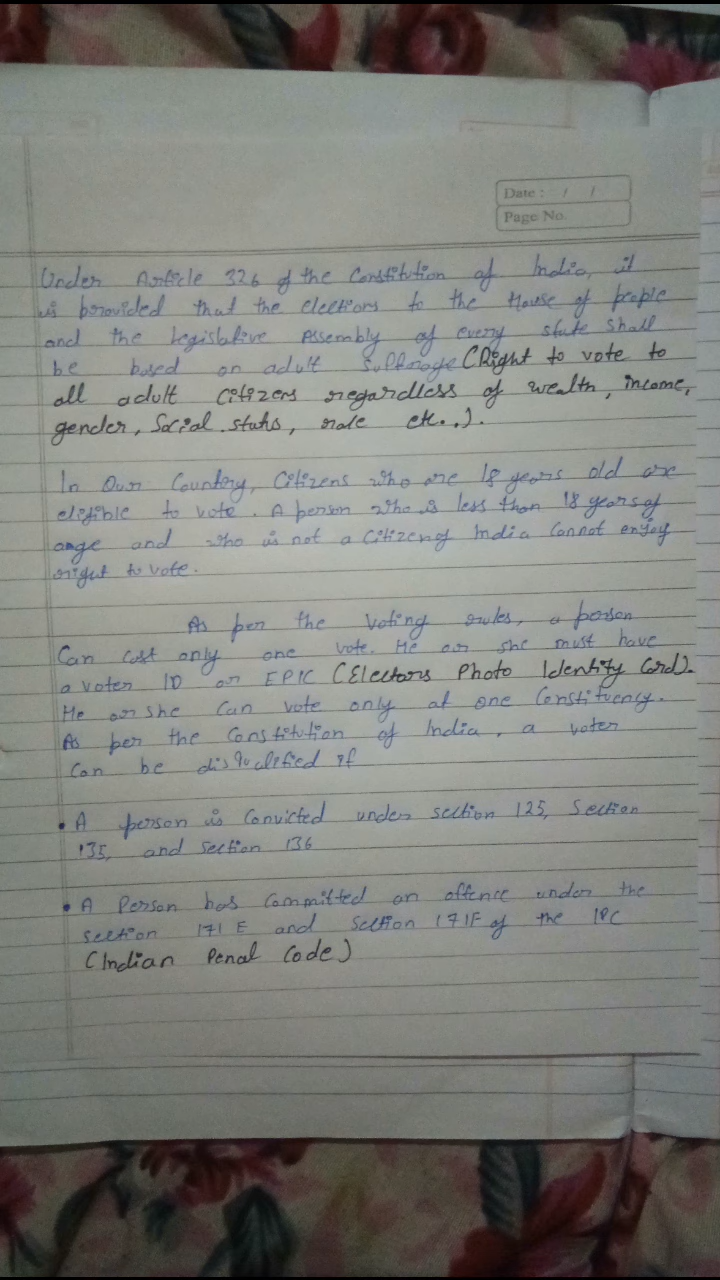 Date : / /
Page No.
Under Article 326 of the Constitution of India, it
is provided that the elections to the House of people
and the Legislative Assembly of every state shall
be based on adult Suffrage (Right to vote to
all adult citizens regardless of wealth, income,
gender, Social status, role etc..).
In Our Country, Citizens who are 18 years old are
eligible to vote. A person who is less than 18 years of
ange and who is not a citizen of India cannot enjoy
right to vote.
As per the Voting rules, a person
Can cast only one vote. He or she must have
a voter ID or EPIC (Electors Photo Identity Card).
He or she can vote only at one Constituency.
As per the Constitution of India, a voter
Can be disqualified if
• A person is Convicted under section 125, Section
135, and Section 136
• A Person has Committed an offence under the
section 171 E and Section 171F of the IPC
(Indian Penal Code)